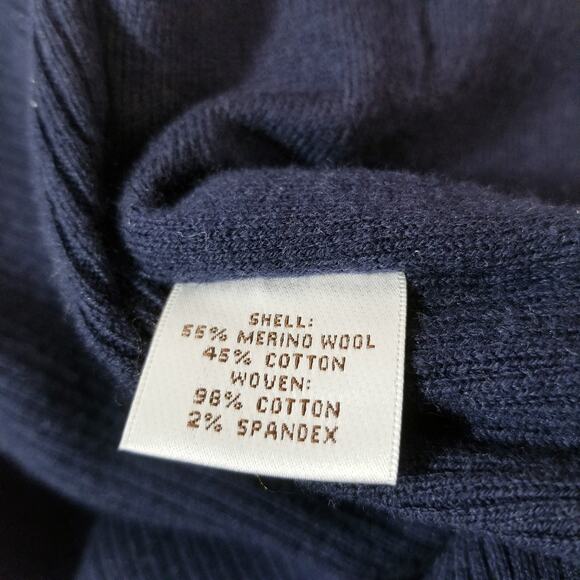 SHELL:
55% MERINO WOOL
45% COTTON
WOVEN:
98% COTTON
2% SPANDEX